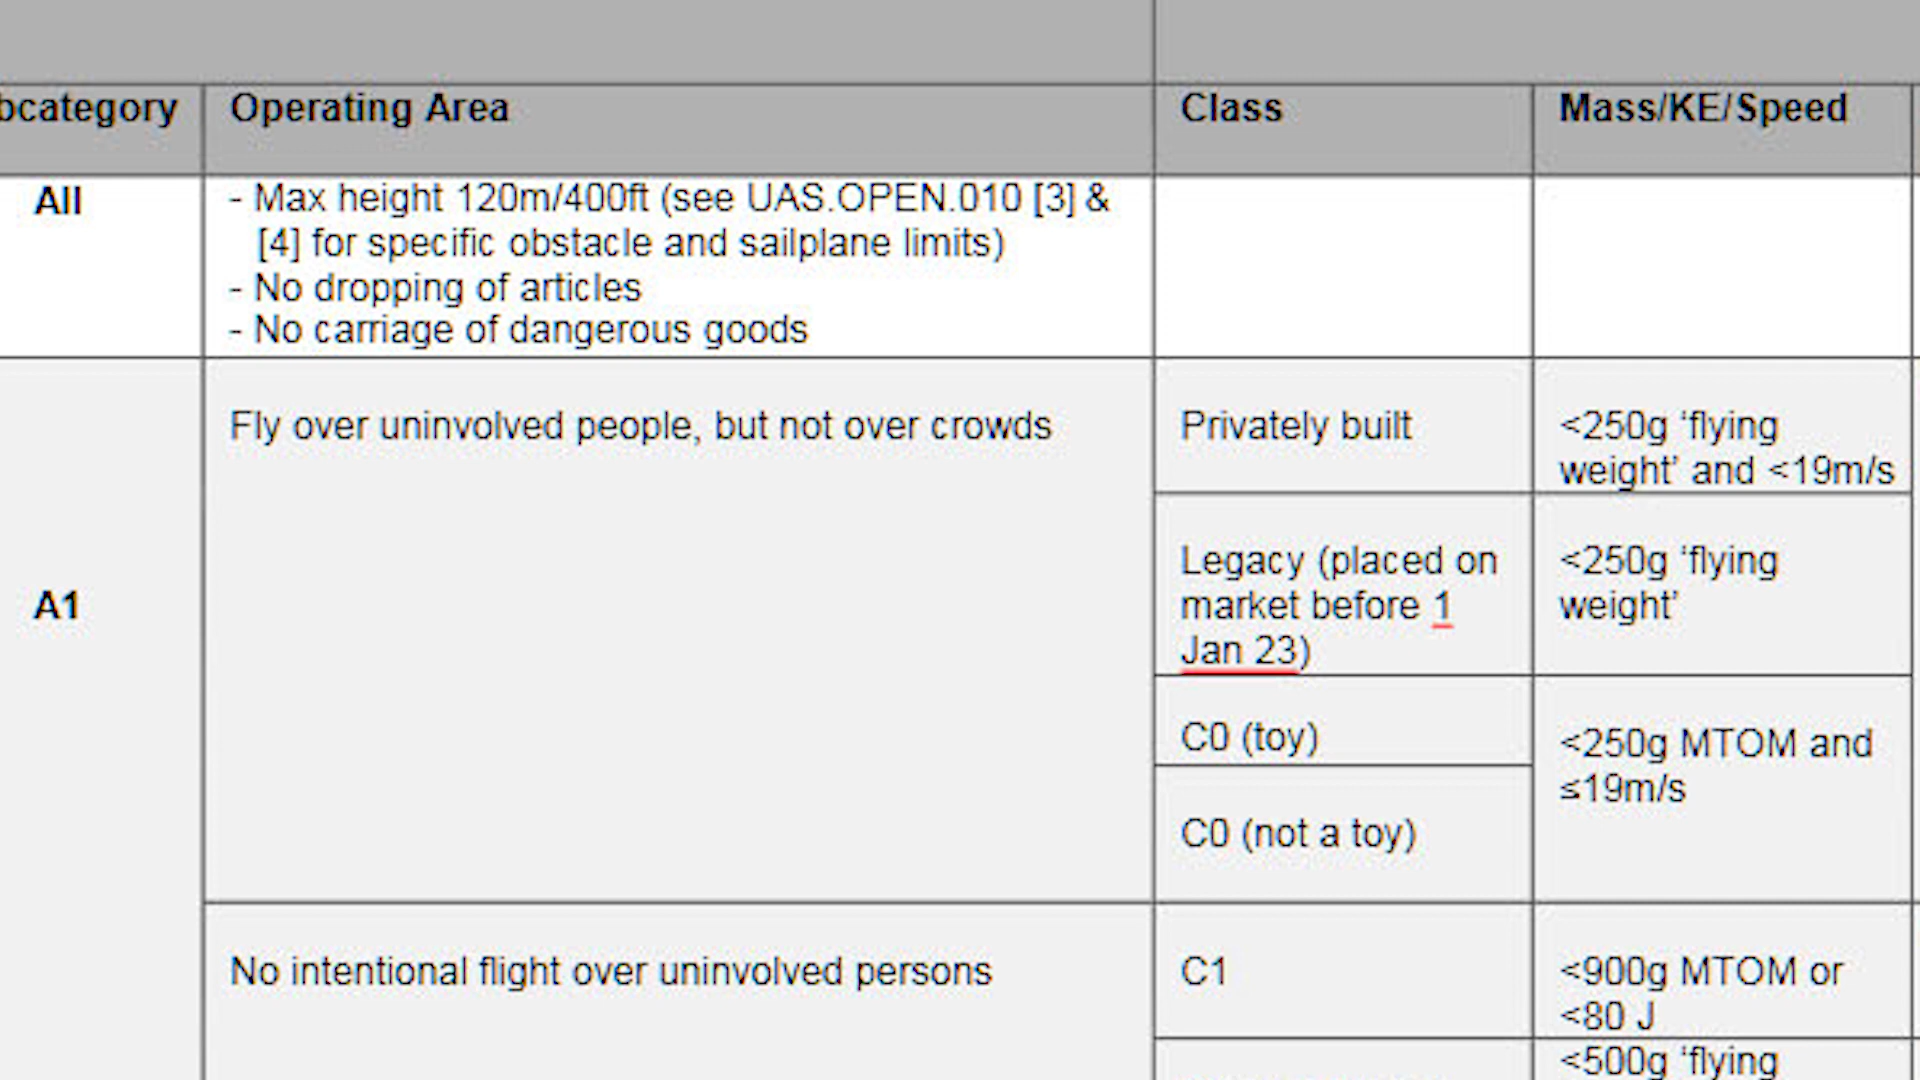 bcategory
Operating Area
Class
Mass/KE/Speed
All
- Max height 120m/400ft (see UAS.OPEN.010 [3] &
[4] for specific obstacle and sailplane limits)
- No dropping of articles
- No carriage of dangerous goods
A1
Fly over uninvolved people, but not over crowds
Privately built
<250g ‘flying
weight’ and <19m/s
Legacy (placed on
market before 1
Jan 23)
<250g ‘flying
weight’
C0 (toy)
<250g MTOM and
≤19m/s
C0 (not a toy)
No intentional flight over uninvolved persons
C1
<900g MTOM or
<80 J
<500g ‘flying